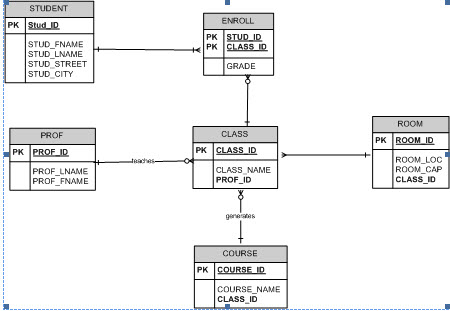 STUDENT
PK Stud_ID
STUD_FNAME
STUD_LNAME
STUD_STREET
STUD_CITY
ENROLL
PK STUD_ID
PK CLASS_ID
GRADE
PROF
PK PROF_ID
PROF_LNAME
PROF_FNAME
teaches
CLASS
PK CLASS_ID
CLASS_NAME
PROF_ID
ROOM
PK ROOM_ID
ROOM_LOC
ROOM_CAP
CLASS_ID
generates
COURSE
PK COURSE_ID
COURSE_NAME
CLASS_ID